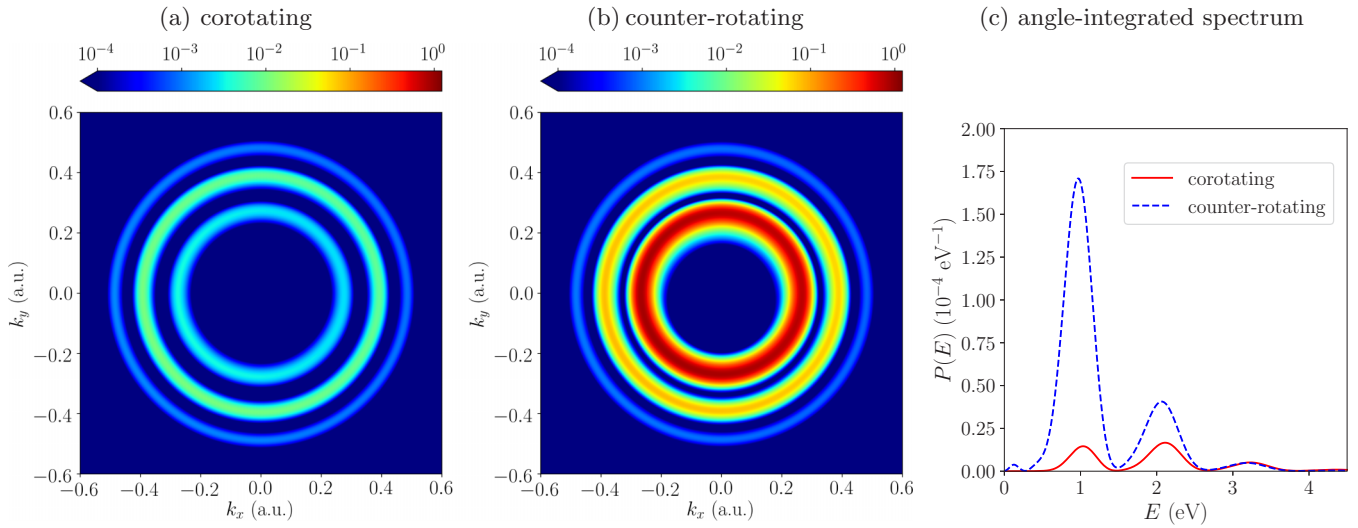 (a) corotating
10⁻⁴ 10⁻³ 10⁻² 10⁻¹ 10⁰
0.6
0.4
0.2
0.0
−0.2
−0.4
−0.6
k_y (a.u.)
−0.6 −0.4 −0.2 0.0 0.2 0.4 0.6
k_x (a.u.)
(b) counter-rotating
10⁻⁴ 10⁻³ 10⁻² 10⁻¹ 10⁰
0.6
0.4
0.2
0.0
−0.2
−0.4
−0.6
k_y (a.u.)
−0.6 −0.4 −0.2 0.0 0.2 0.4 0.6
k_x (a.u.)
(c) angle-integrated spectrum
2.00
1.75
1.50
1.25
1.00
0.75
0.50
0.25
0.00
P(E) (10⁻⁴ eV⁻¹)
corotating
counter-rotating
0 1 2 3 4
E (eV)